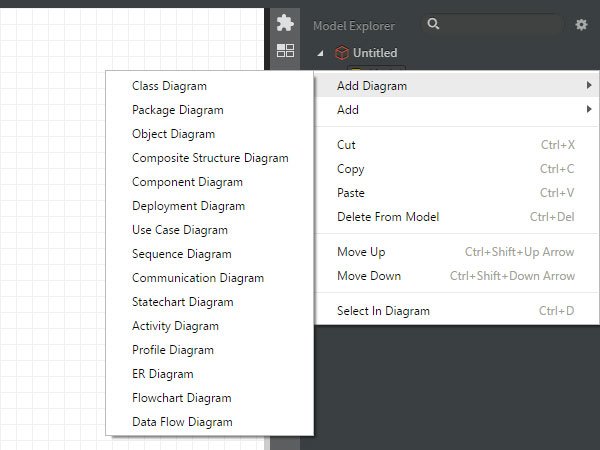 Model Explorer
Untitled
Class Diagram
Package Diagram
Object Diagram
Composite Structure Diagram
Component Diagram
Deployment Diagram
Use Case Diagram
Sequence Diagram
Communication Diagram
Statechart Diagram
Activity Diagram
Profile Diagram
ER Diagram
Flowchart Diagram
Data Flow Diagram
Add Diagram
Add
Cut Ctrl+X
Copy Ctrl+C
Paste Ctrl+V
Delete From Model Ctrl+Del
Move Up Ctrl+Shift+Up Arrow
Move Down Ctrl+Shift+Down Arrow
Select In Diagram Ctrl+D